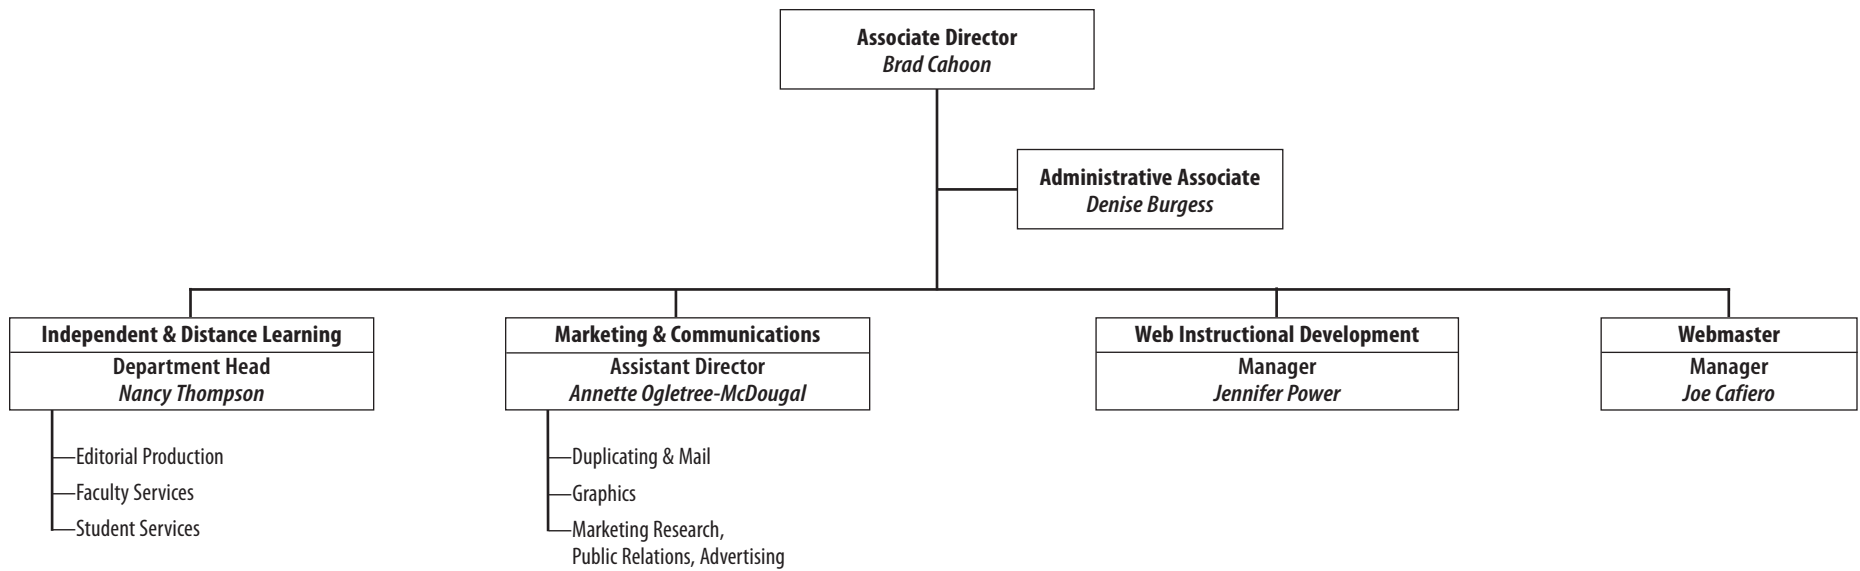 Associate Director
Brad Cahoon
Administrative Associate
Denise Burgess
Independent & Distance Learning
Department Head
Nancy Thompson
Editorial Production
Faculty Services
Student Services
Marketing & Communications
Assistant Director
Annette Ogletree-McDougal
Duplicating & Mail
Graphics
Marketing Research,
Public Relations, Advertising
Web Instructional Development
Manager
Jennifer Power
Webmaster
Manager
Joe Cafiero